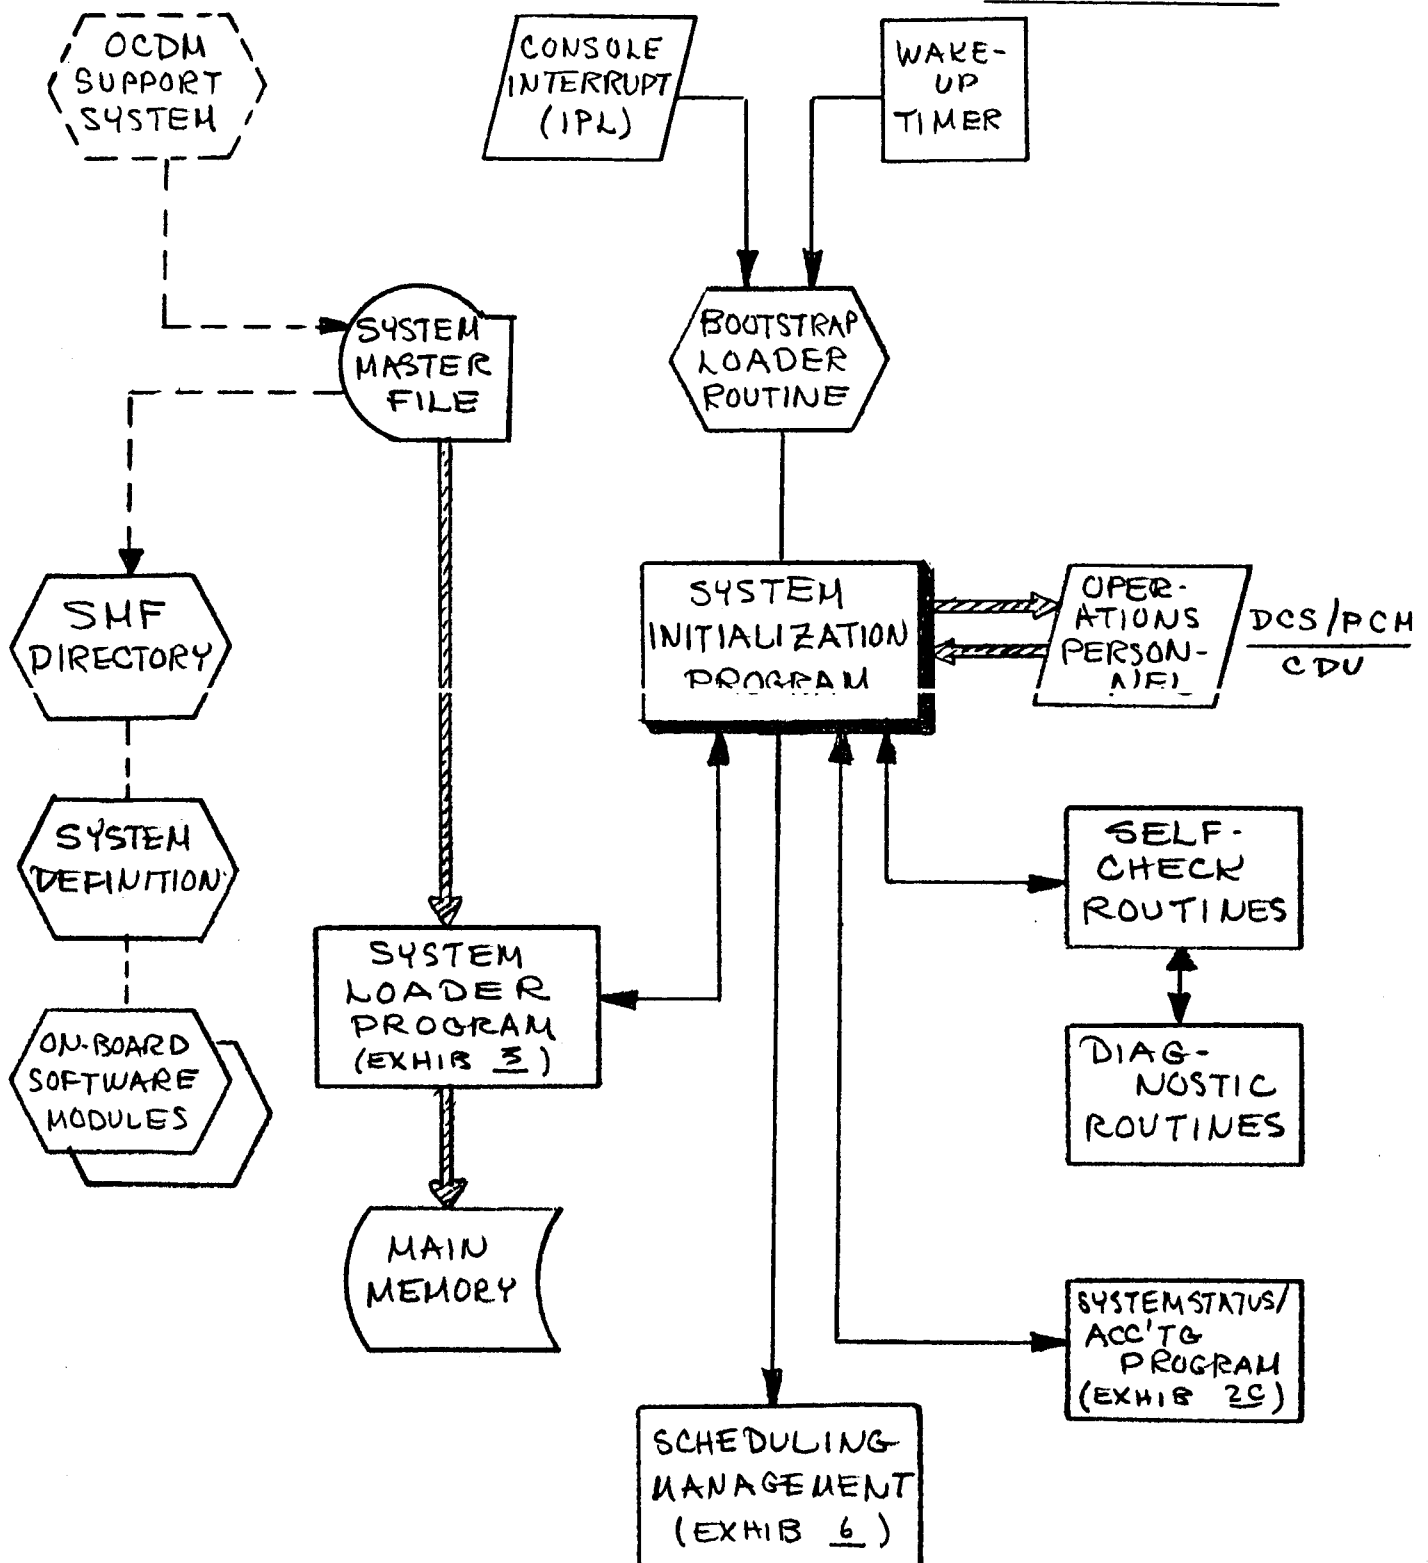 OCDM
SUPPORT
SYSTEM
CONSOLE
INTERRUPT
(IPL)
WAKE-
UP
TIMER
SYSTEM
MASTER
FILE
BOOTSTRAP
LOADER
ROUTINE
SMF
DIRECTORY
SYSTEM
INITIALIZATION
PROGRAM
OPER-
ATIONS
PERSON-
NEL
DCS/PCM
CDU
SYSTEM
DEFINITION
SELF-
CHECK
ROUTINES
SYSTEM
LOADER
PROGRAM
(EXHIB 3)
ON-BOARD
SOFTWARE
MODULES
DIAG-
NOSTIC
ROUTINES
MAIN
MEMORY
SYSTEM STATUS/
ACC'TG
PROGRAM
(EXHIB 2C)
SCHEDULING
MANAGEMENT
(EXHIB 6)